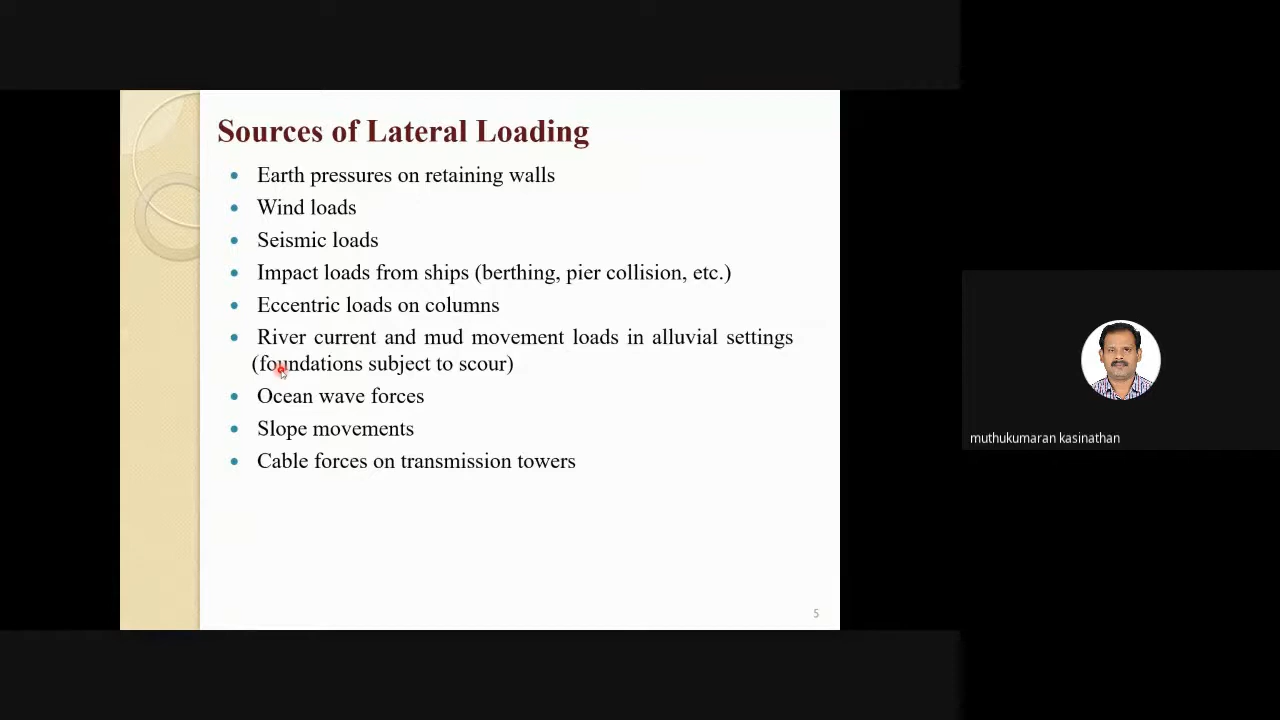 Sources of Lateral Loading
• Earth pressures on retaining walls
• Wind loads
• Seismic loads
• Impact loads from ships (berthing, pier collision, etc.)
• Eccentric loads on columns
• River current and mud movement loads in alluvial settings
(foundations subject to scour)
• Ocean wave forces
• Slope movements
• Cable forces on transmission towers
5
muthukumaran kasinathan